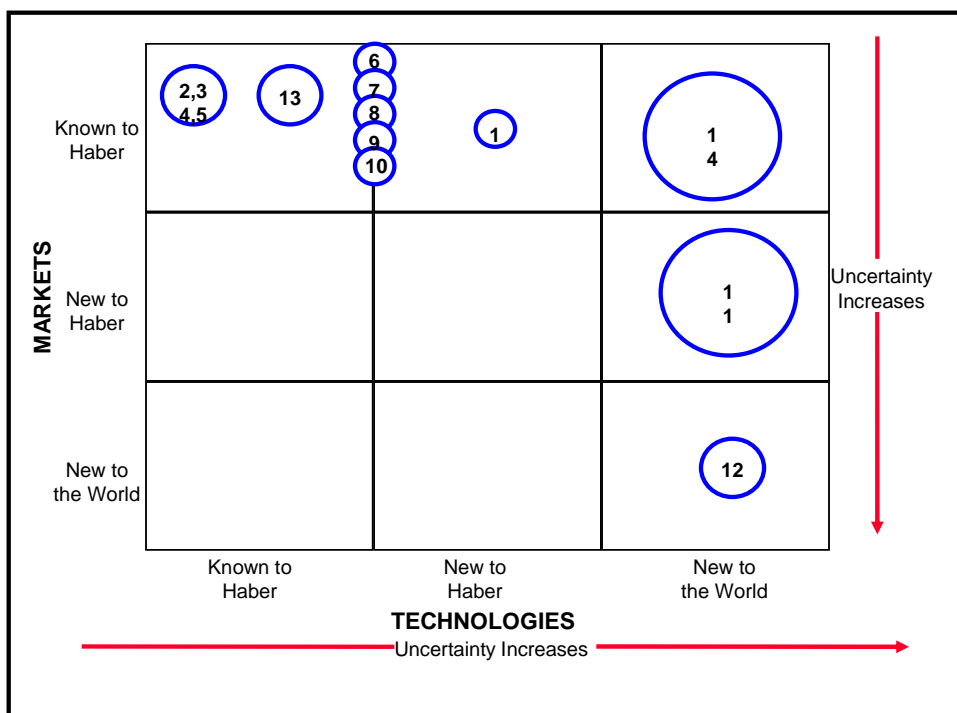 6
2,3
4,5
13
7
8
9
10
1
1
4
Known to
Haber
MARKETS
New to
Haber
1
1
Uncertainty
Increases
New to
the World
12
Known to
Haber
New to
Haber
New to
the World
TECHNOLOGIES
Uncertainty Increases